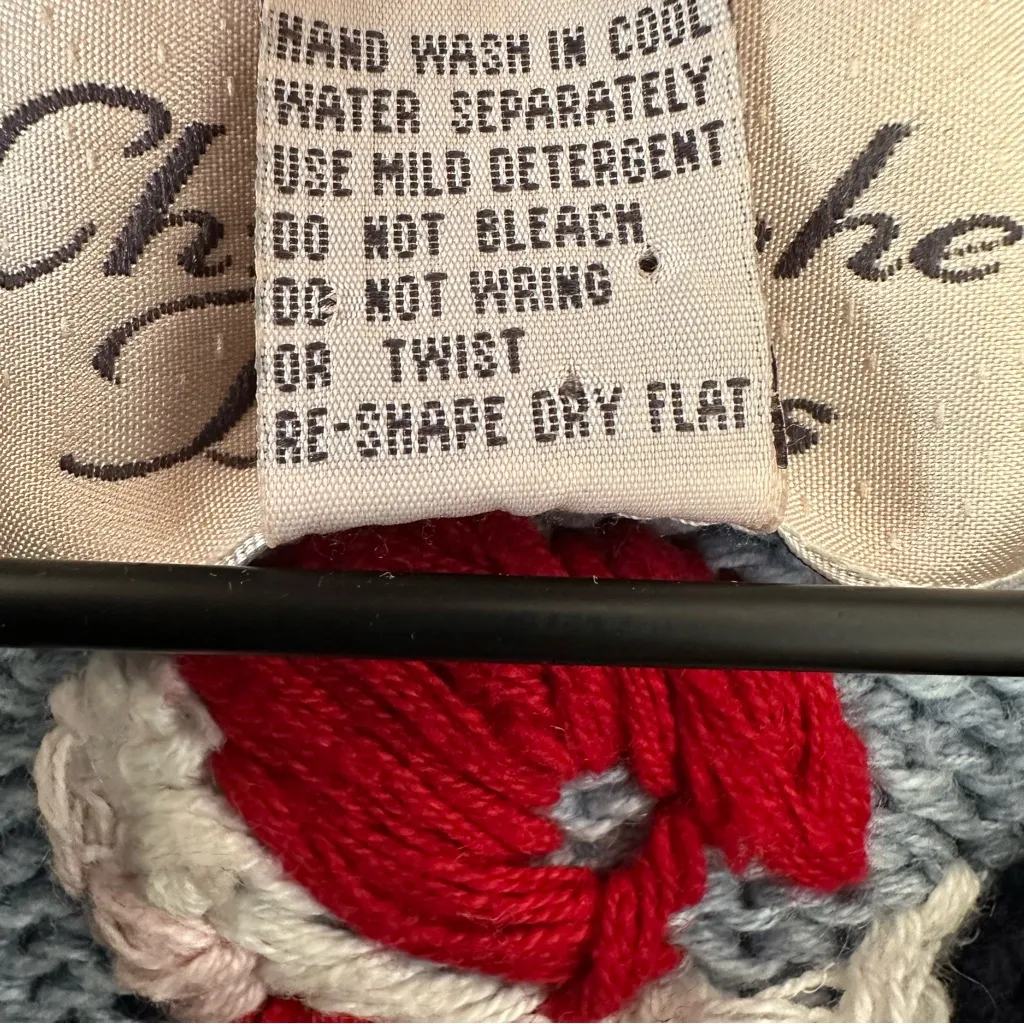 HAND WASH IN COOL
WATER SEPARATELY
USE MILD DETERGENT
DO NOT BLEACH
DO NOT WRING
OR TWIST
RE-SHAPE DRY FLAT